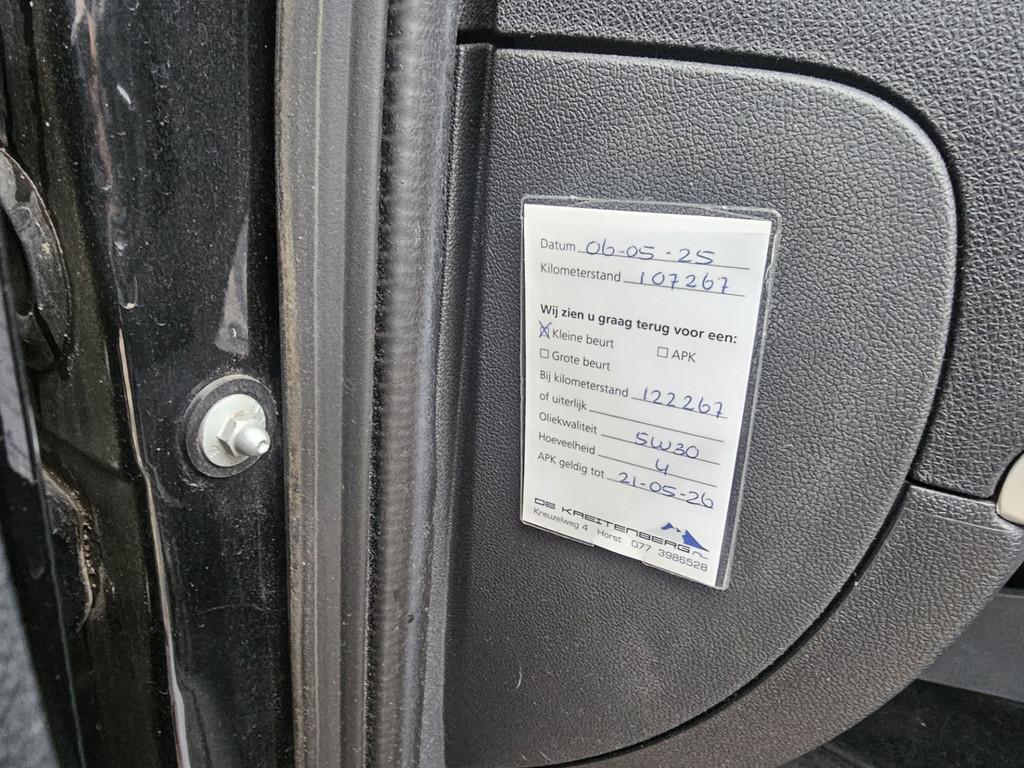 Datum 06-05-25
Kilometerstand 107267
Wij zien u graag terug voor een:
☒ Kleine beurt ☐ APK
☐ Grote beurt
Bij kilometerstand 122267
of uiterlijk
Oliekwaliteit 5W30
Hoeveelheid 4
APK geldig tot 21-05-26
DE KREITENBERG
Kreuzelweg 4 Horst 077 3986528